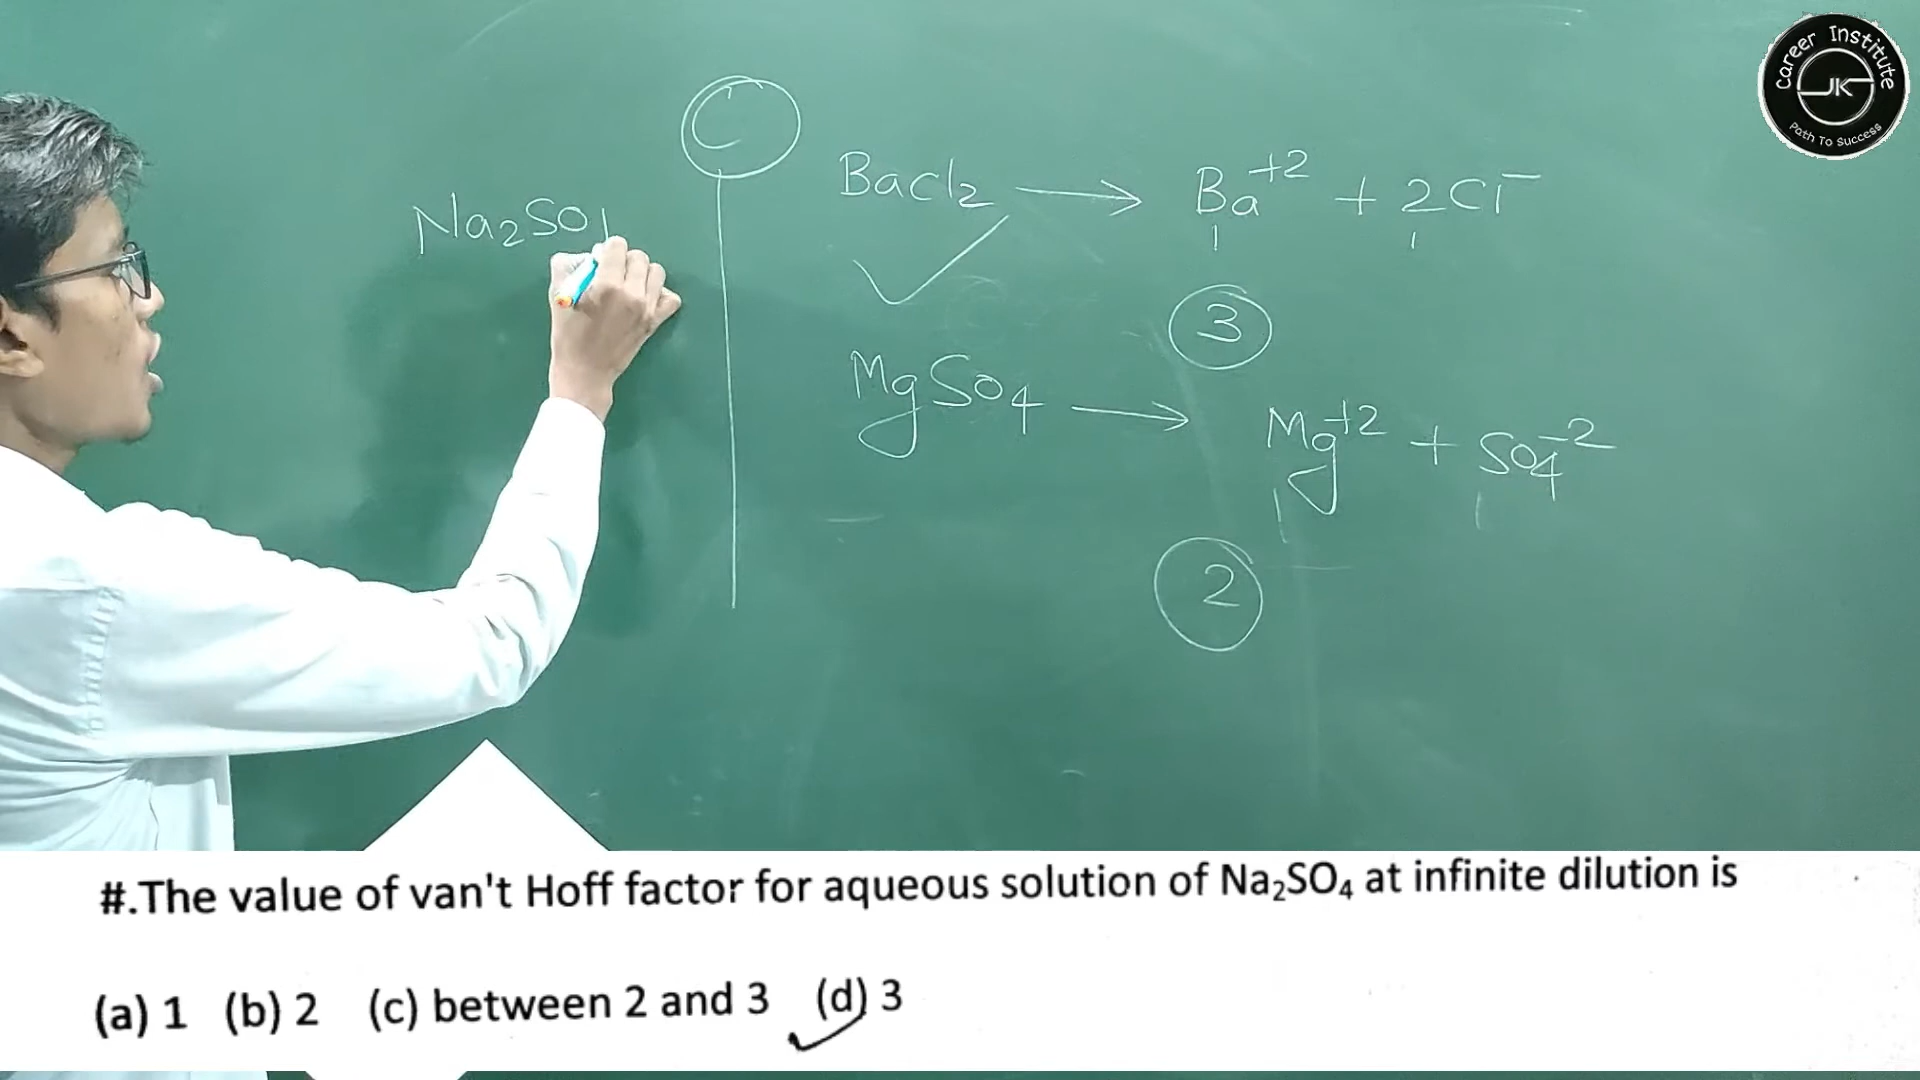 Career Institute
JK
Path To Success
C
BaCl2 → Ba+2 + 2Cl−
Na2SO
3
MgSO4 → Mg+2 + SO4−2
2
#.The value of van't Hoff factor for aqueous solution of Na₂SO₄ at infinite dilution is
(a) 1 (b) 2 (c) between 2 and 3 (d) 3